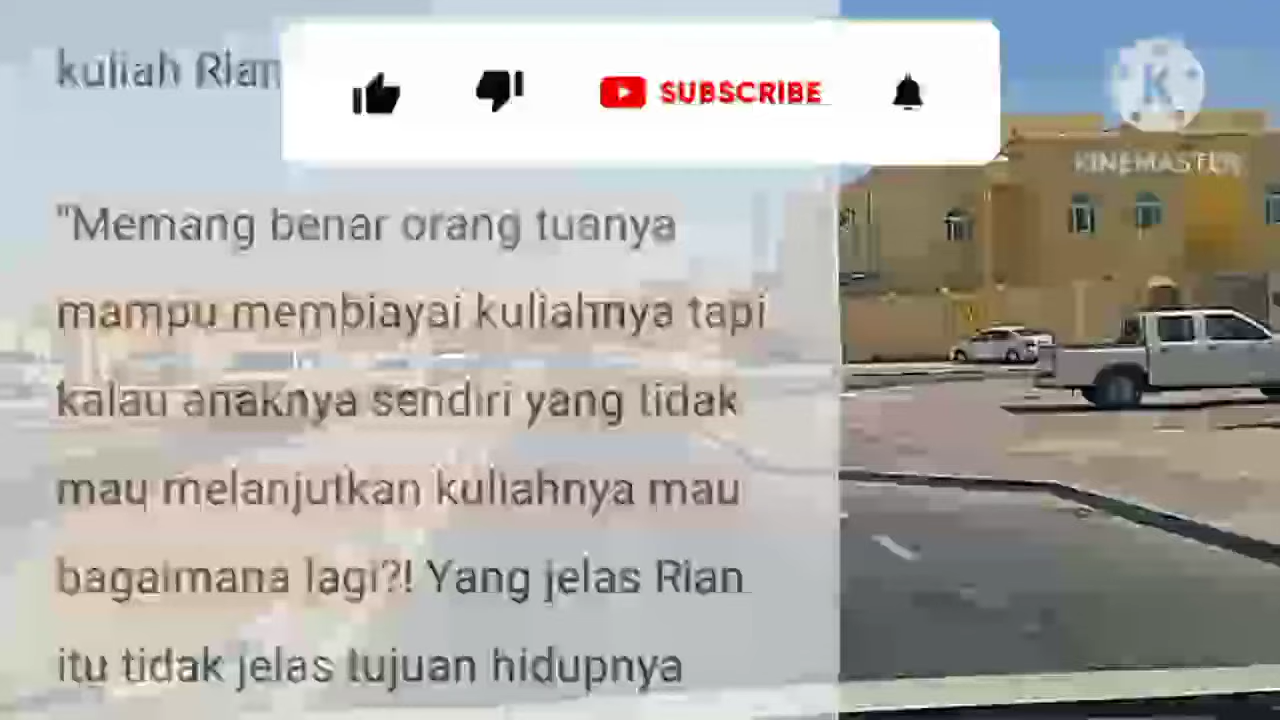 kuliah Rian
SUBSCRIBE
K
KINEMASTER
"Memang benar orang tuanya
mampu membiayai kuliahnya tapi
kalau anaknya sendiri yang tidak
mau melanjutkan kuliahnya mau
bagaimana lagi?! Yang jelas Rian
itu tidak jelas tujuan hidupnya